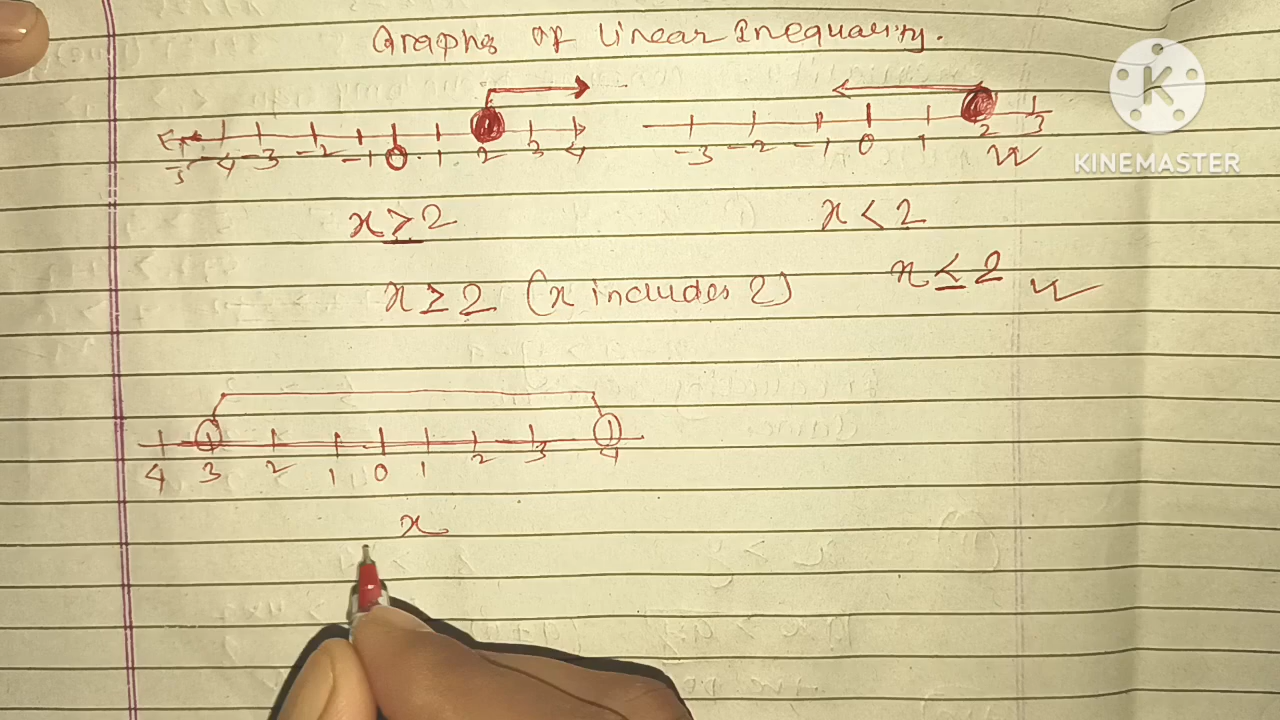 Graphs of Linear Inequality.
-5 -4 -3 -2 -1 0 1 2 3 4
-3 -2 -1 0 1 2 3
x ≥ 2
x < 2
x ≥ 2 (x includes 2)
x ≤ 2
4 3 2 1 0 1 2 3 4
x
K
KINEMASTER